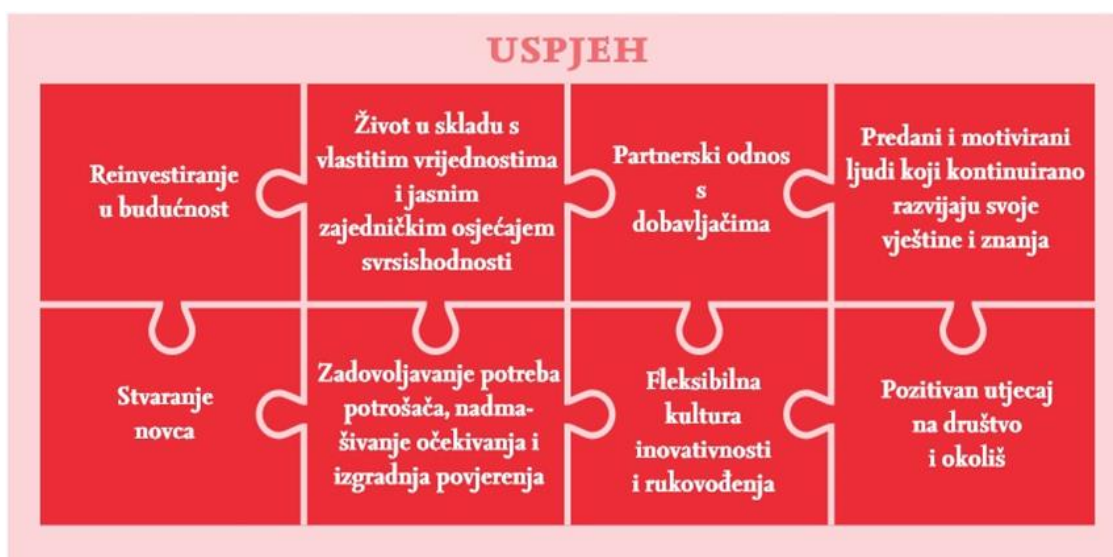 USPJEH
Reinvestiranje
u budućnost
Život u skladu s
vlastitim vrijednostima
i jasnim
zajedničkim osjećajem
svrsishodnosti
Partnerski odnos
s
dobavljačima
Predani i motivirani
ljudi koji kontinuirano
razvijaju svoje
vještine i znanja
Stvaranje
novca
Zadovoljavanje potreba
potrošača, nadma-
šivanje očekivanja i
izgradnja povjerenja
Fleksibilna
kultura
inovativnosti
i rukovođenja
Pozitivan utjecaj
na društvo
i okoliš